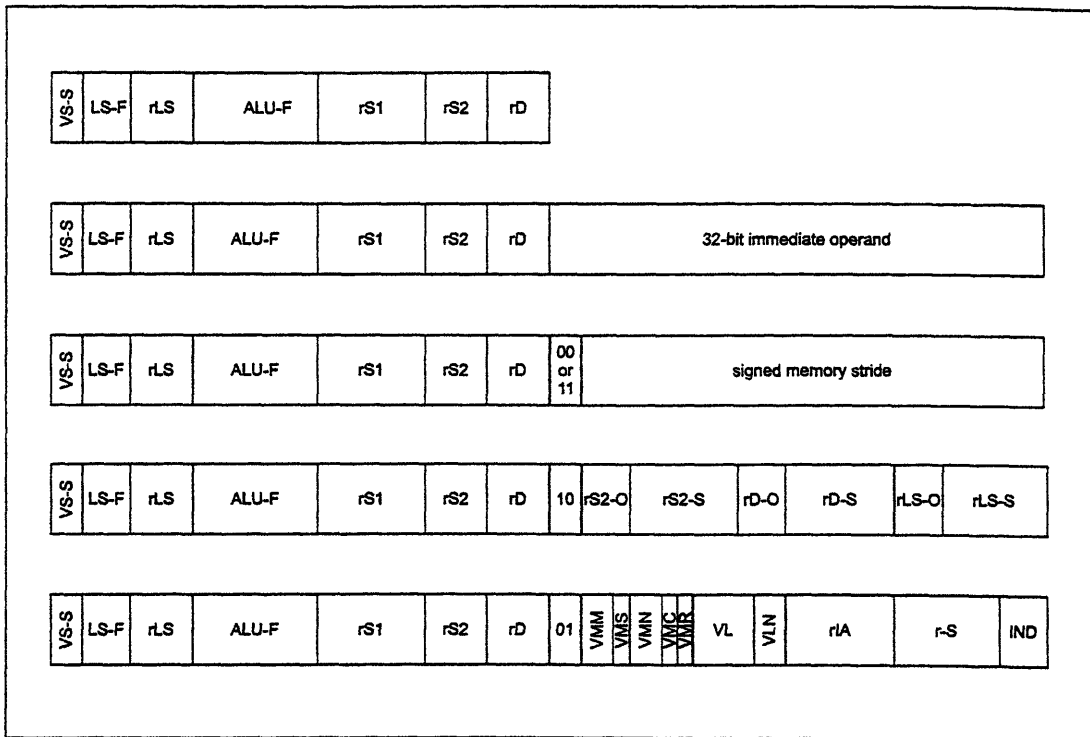 VS-S LS-F rLS ALU-F rS1 rS2 rD
VS-S LS-F rLS ALU-F rS1 rS2 rD 32-bit immediate operand
VS-S LS-F rLS ALU-F rS1 rS2 rD 00 or 11 signed memory stride
VS-S LS-F rLS ALU-F rS1 rS2 rD 10 rS2-O rS2-S rD-O rD-S rLS-O rLS-S
VS-S LS-F rLS ALU-F rS1 rS2 rD 01 VMM VMS VMN VMC VMR VL VLN rIA r-S IND